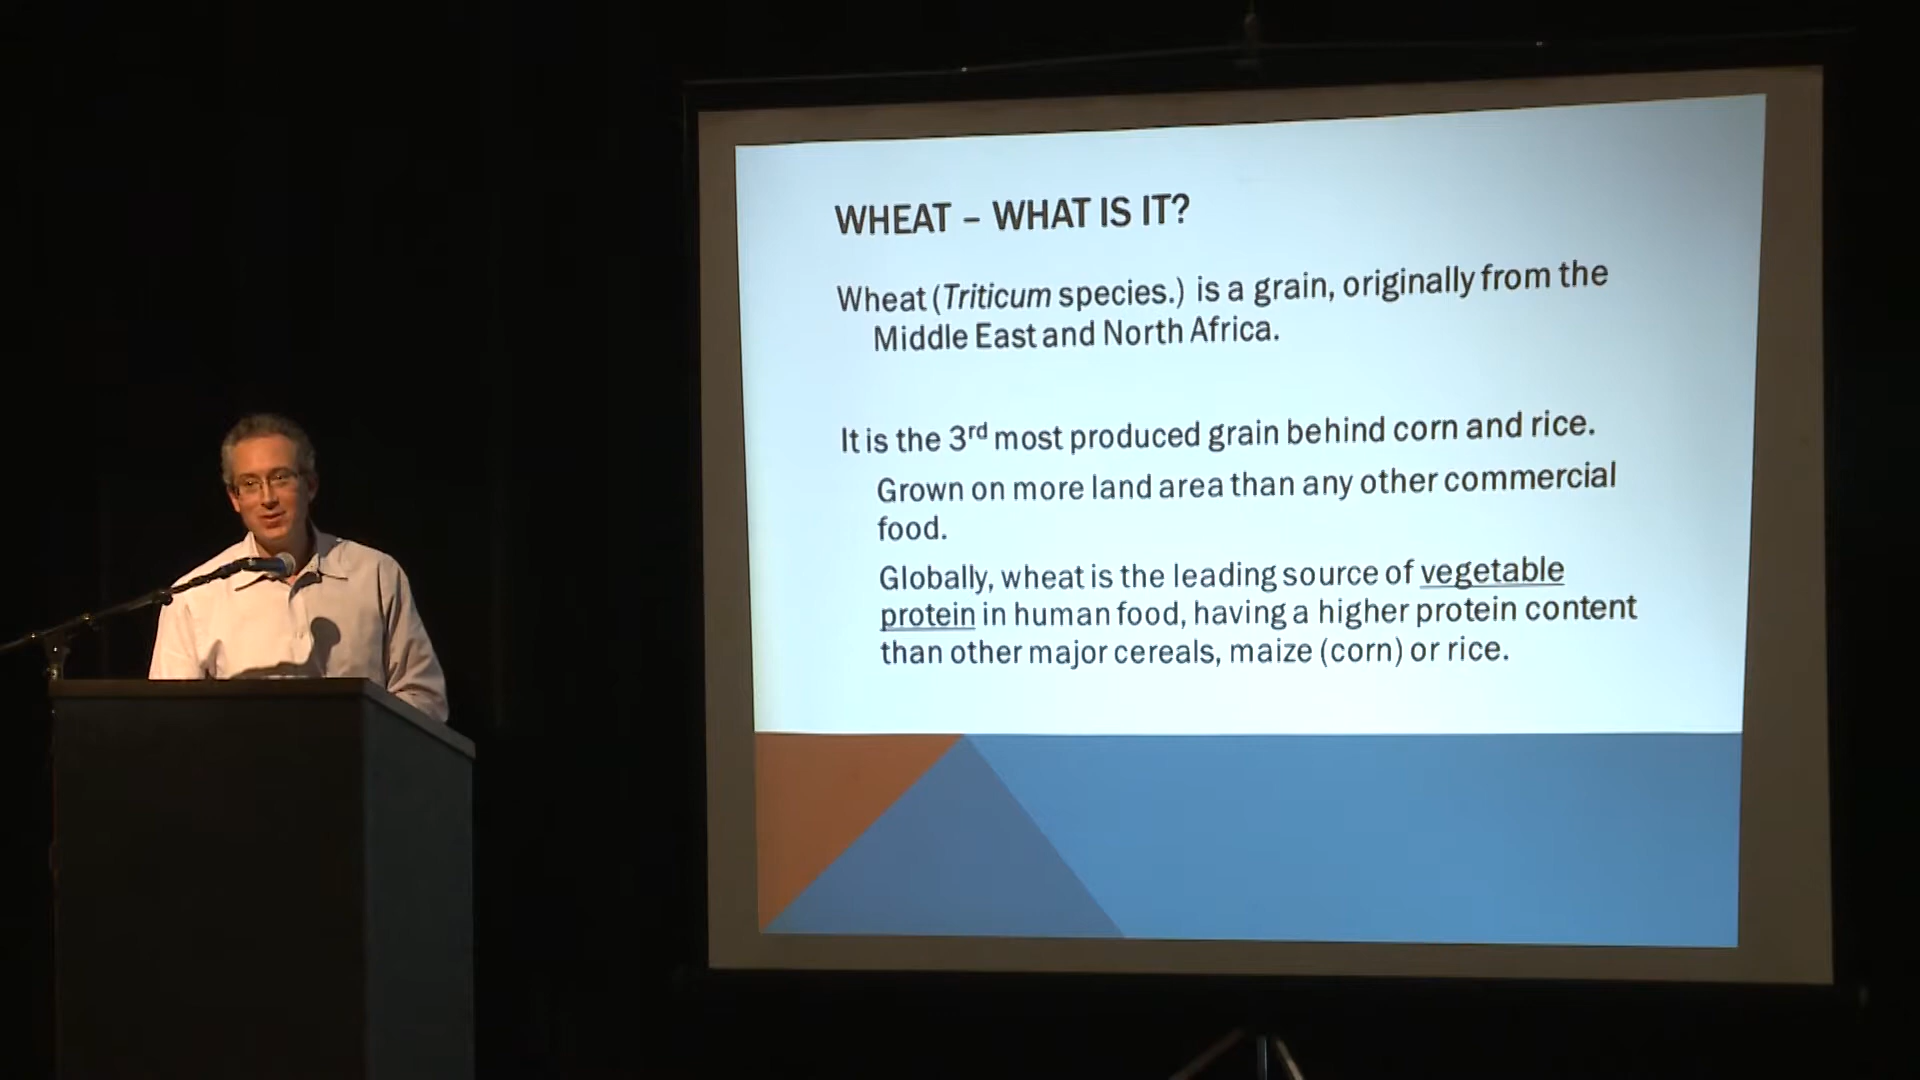 WHEAT – WHAT IS IT?
Wheat (Triticum species.) is a grain, originally from the
Middle East and North Africa.
It is the 3rd most produced grain behind corn and rice.
Grown on more land area than any other commercial
food.
Globally, wheat is the leading source of vegetable
protein in human food, having a higher protein content
than other major cereals, maize (corn) or rice.